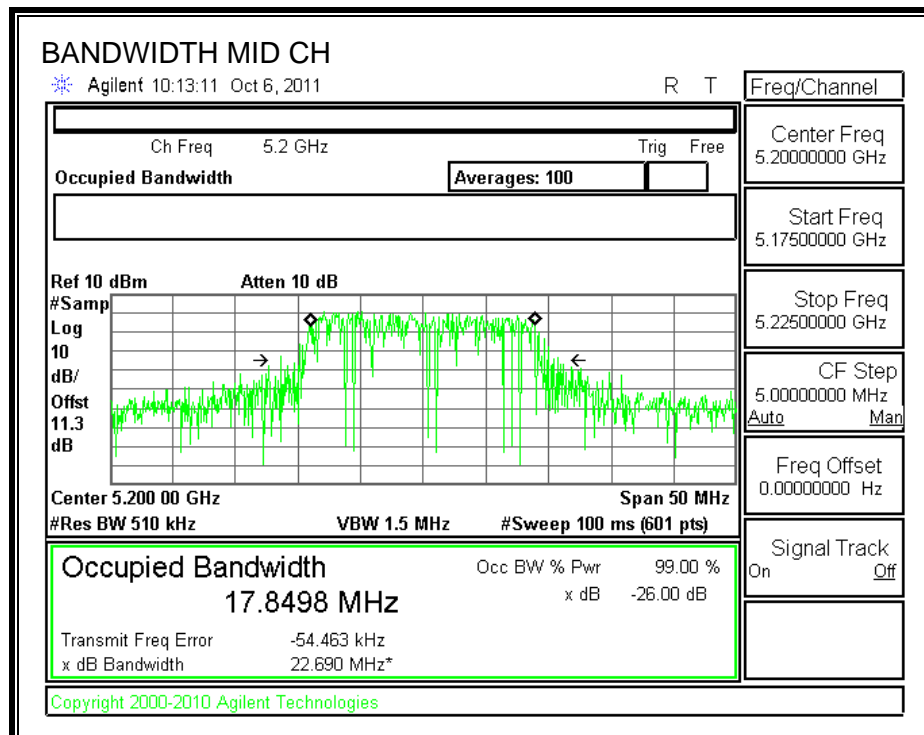 BANDWIDTH MID CH
Agilent 10:13:11 Oct 6, 2011 R T
Freq/Channel
Ch Freq 5.2 GHz Trig Free
Occupied Bandwidth Averages: 100
Center Freq
5.20000000 GHz
Start Freq
5.17500000 GHz
Stop Freq
5.22500000 GHz
CF Step
5.00000000 MHz
Auto Man
Freq Offset
0.00000000 Hz
Signal Track
On Off
Ref 10 dBm Atten 10 dB
#Samp
Log
10
dB/
Offst
11.3
dB
Center 5.200 00 GHz Span 50 MHz
#Res BW 510 kHz VBW 1.5 MHz #Sweep 100 ms (601 pts)
Occupied Bandwidth
17.8498 MHz
Occ BW % Pwr 99.00 %
x dB -26.00 dB
Transmit Freq Error -54.463 kHz
x dB Bandwidth 22.690 MHz*
Copyright 2000-2010 Agilent Technologies